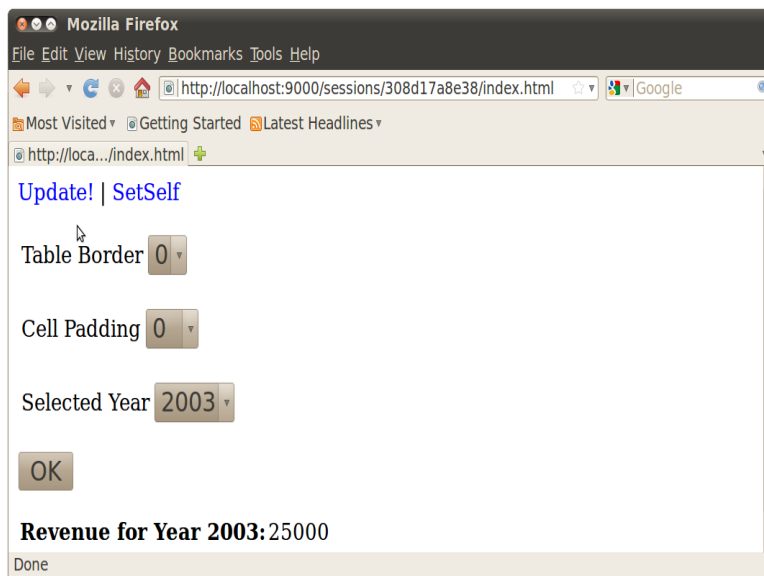 Mozilla Firefox
File Edit View History Bookmarks Tools Help
http://localhost:9000/sessions/308d17a8e38/index.html Google
Most Visited Getting Started Latest Headlines
http://loca.../index.html
Update! | SetSelf
Table Border 0
Cell Padding 0
Selected Year 2003
OK
Revenue for Year 2003: 25000
Done